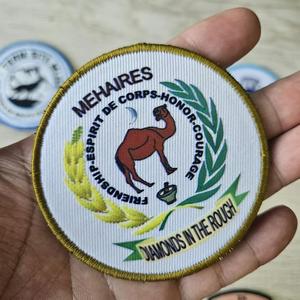 MEHAIRES
FRIENDSHIP-ESPIRIT DE CORPS-HONOR-COURAGE
DIAMONDS IN THE ROUGH